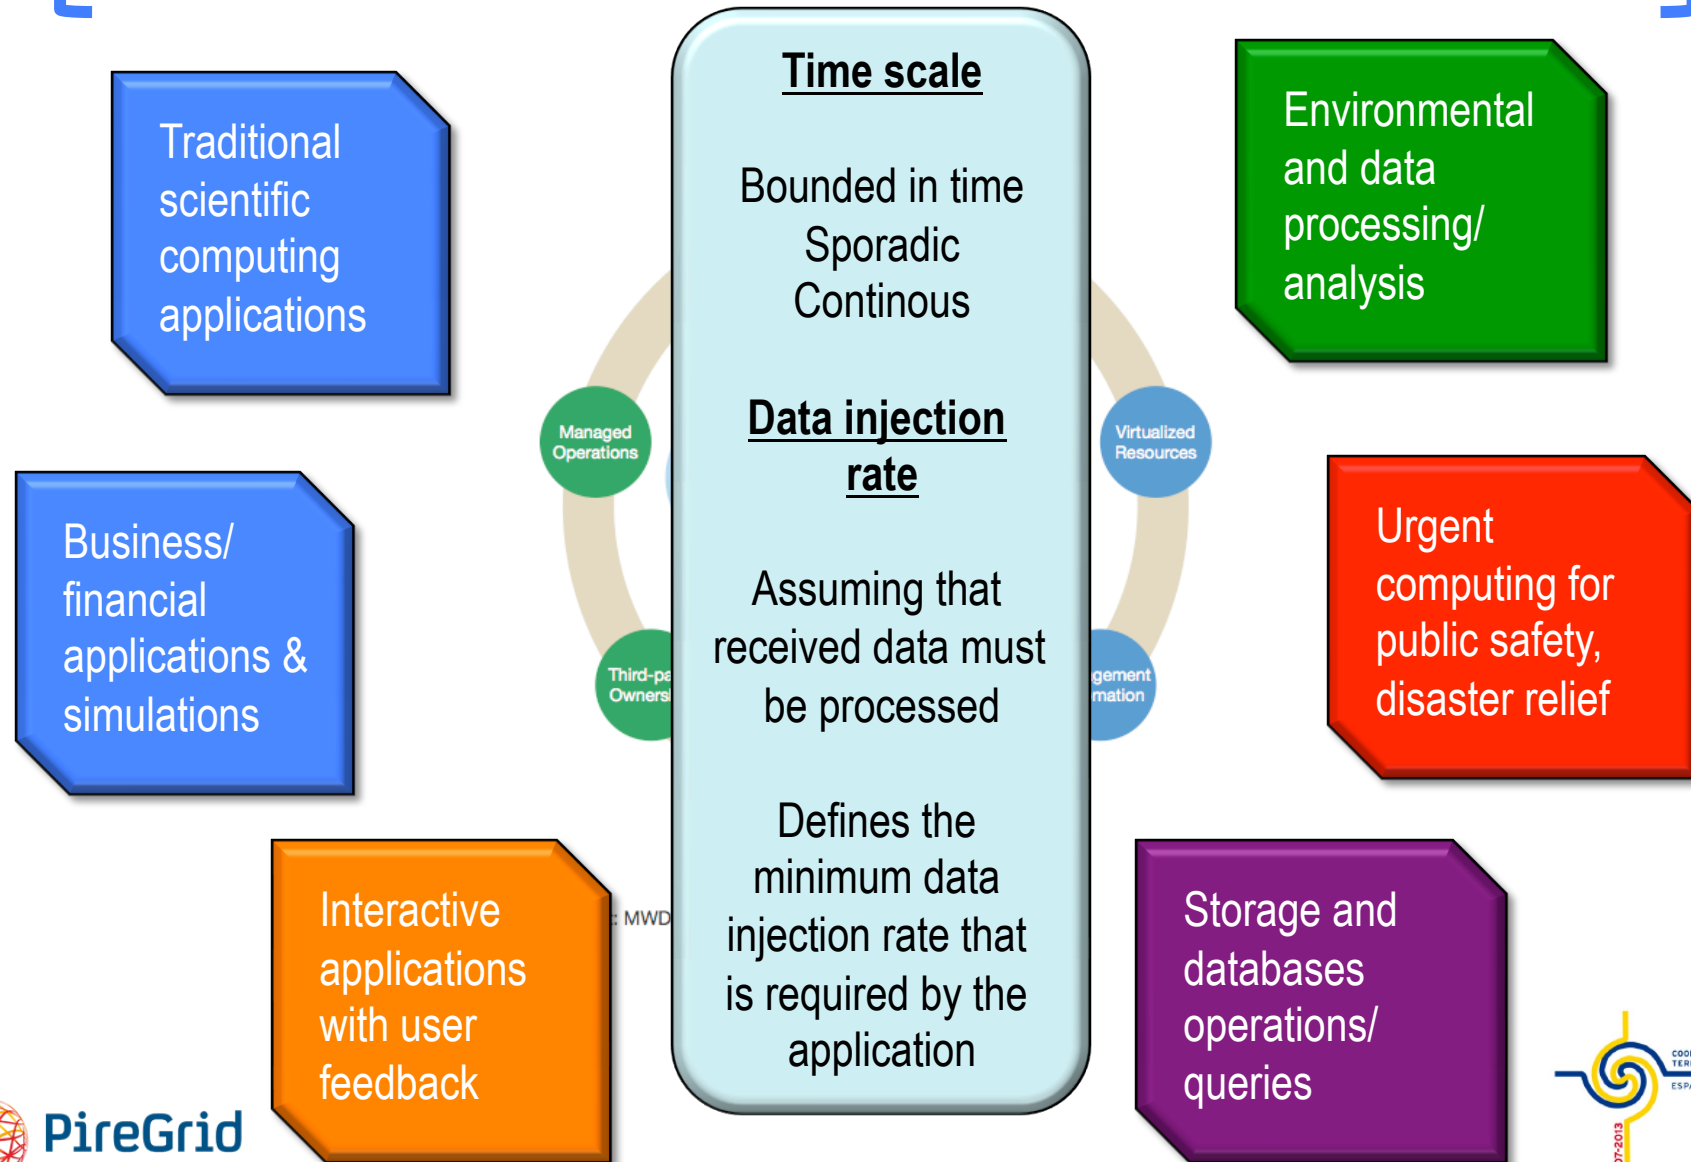 Time scale
Bounded in time
Sporadic
Continous
Data injection
rate
Assuming that
received data must
be processed
Defines the
minimum data
injection rate that
is required by the
application
Traditional
scientific
computing
applications
Business/
financial
applications &
simulations
Interactive
applications
with user
feedback
Environmental
and data
processing/
analysis
Urgent
computing for
public safety,
disaster relief
Storage and
databases
operations/
queries
Managed
Operations
Virtualized
Resources
: MWD
PireGrid